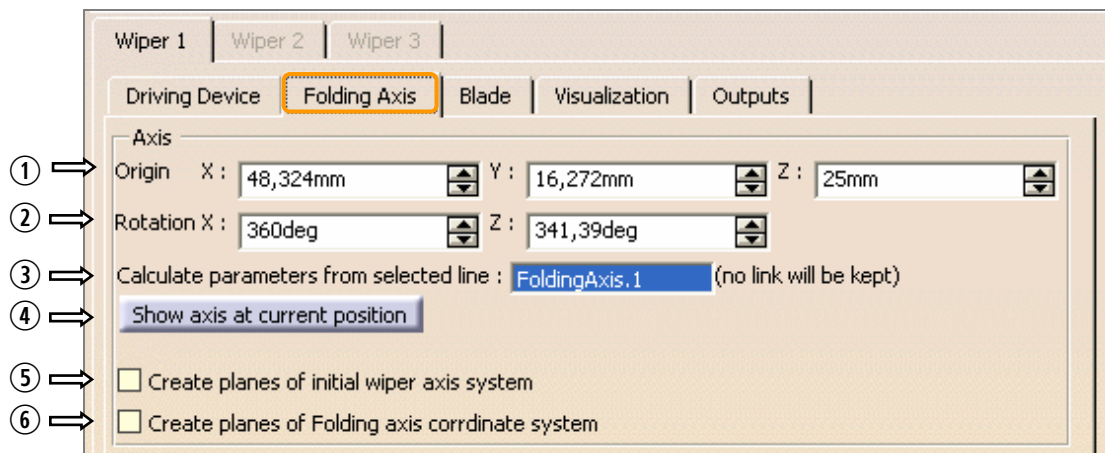 Wiper 1 Wiper 2 Wiper 3
Driving Device Folding Axis Blade Visualization Outputs
Axis
① Origin X : 48,324mm Y : 16,272mm Z : 25mm
② Rotation X : 360deg Z : 341,39deg
③ Calculate parameters from selected line : FoldingAxis.1 (no link will be kept)
④ Show axis at current position
⑤ Create planes of initial wiper axis system
⑥ Create planes of Folding axis corrdinate system